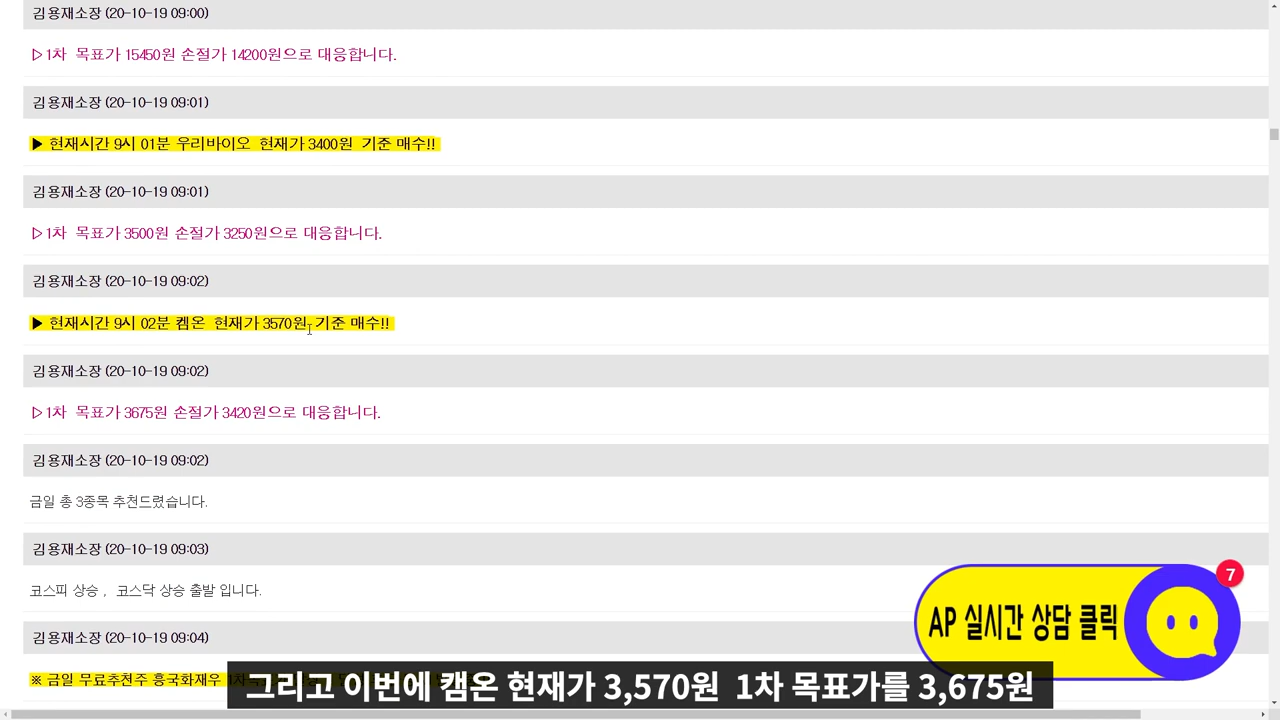 김용재소장 (20-10-19 09:00)
▷1차 목표가 15450원 손절가 14200원으로 대응합니다.
김용재소장 (20-10-19 09:01)
▶ 현재시간 9시 01분 우리바이오 현재가 3400원 기준 매수!!
김용재소장 (20-10-19 09:01)
▷1차 목표가 3500원 손절가 3250원으로 대응합니다.
김용재소장 (20-10-19 09:02)
▶ 현재시간 9시 02분 켐온 현재가 3570원 기준 매수!!
김용재소장 (20-10-19 09:02)
▷1차 목표가 3675원 손절가 3420원으로 대응합니다.
김용재소장 (20-10-19 09:02)
금일 총 3종목 추천드렸습니다.
김용재소장 (20-10-19 09:03)
코스피 상승 , 코스닥 상승 출발 입니다.
7
AP 실시간 상담 클릭
김용재소장 (20-10-19 09:04)
※ 금일 무료추천주 흥국화재우 1차
그리고 이번에 캠온 현재가 3,570원 1차 목표가를 3,675원